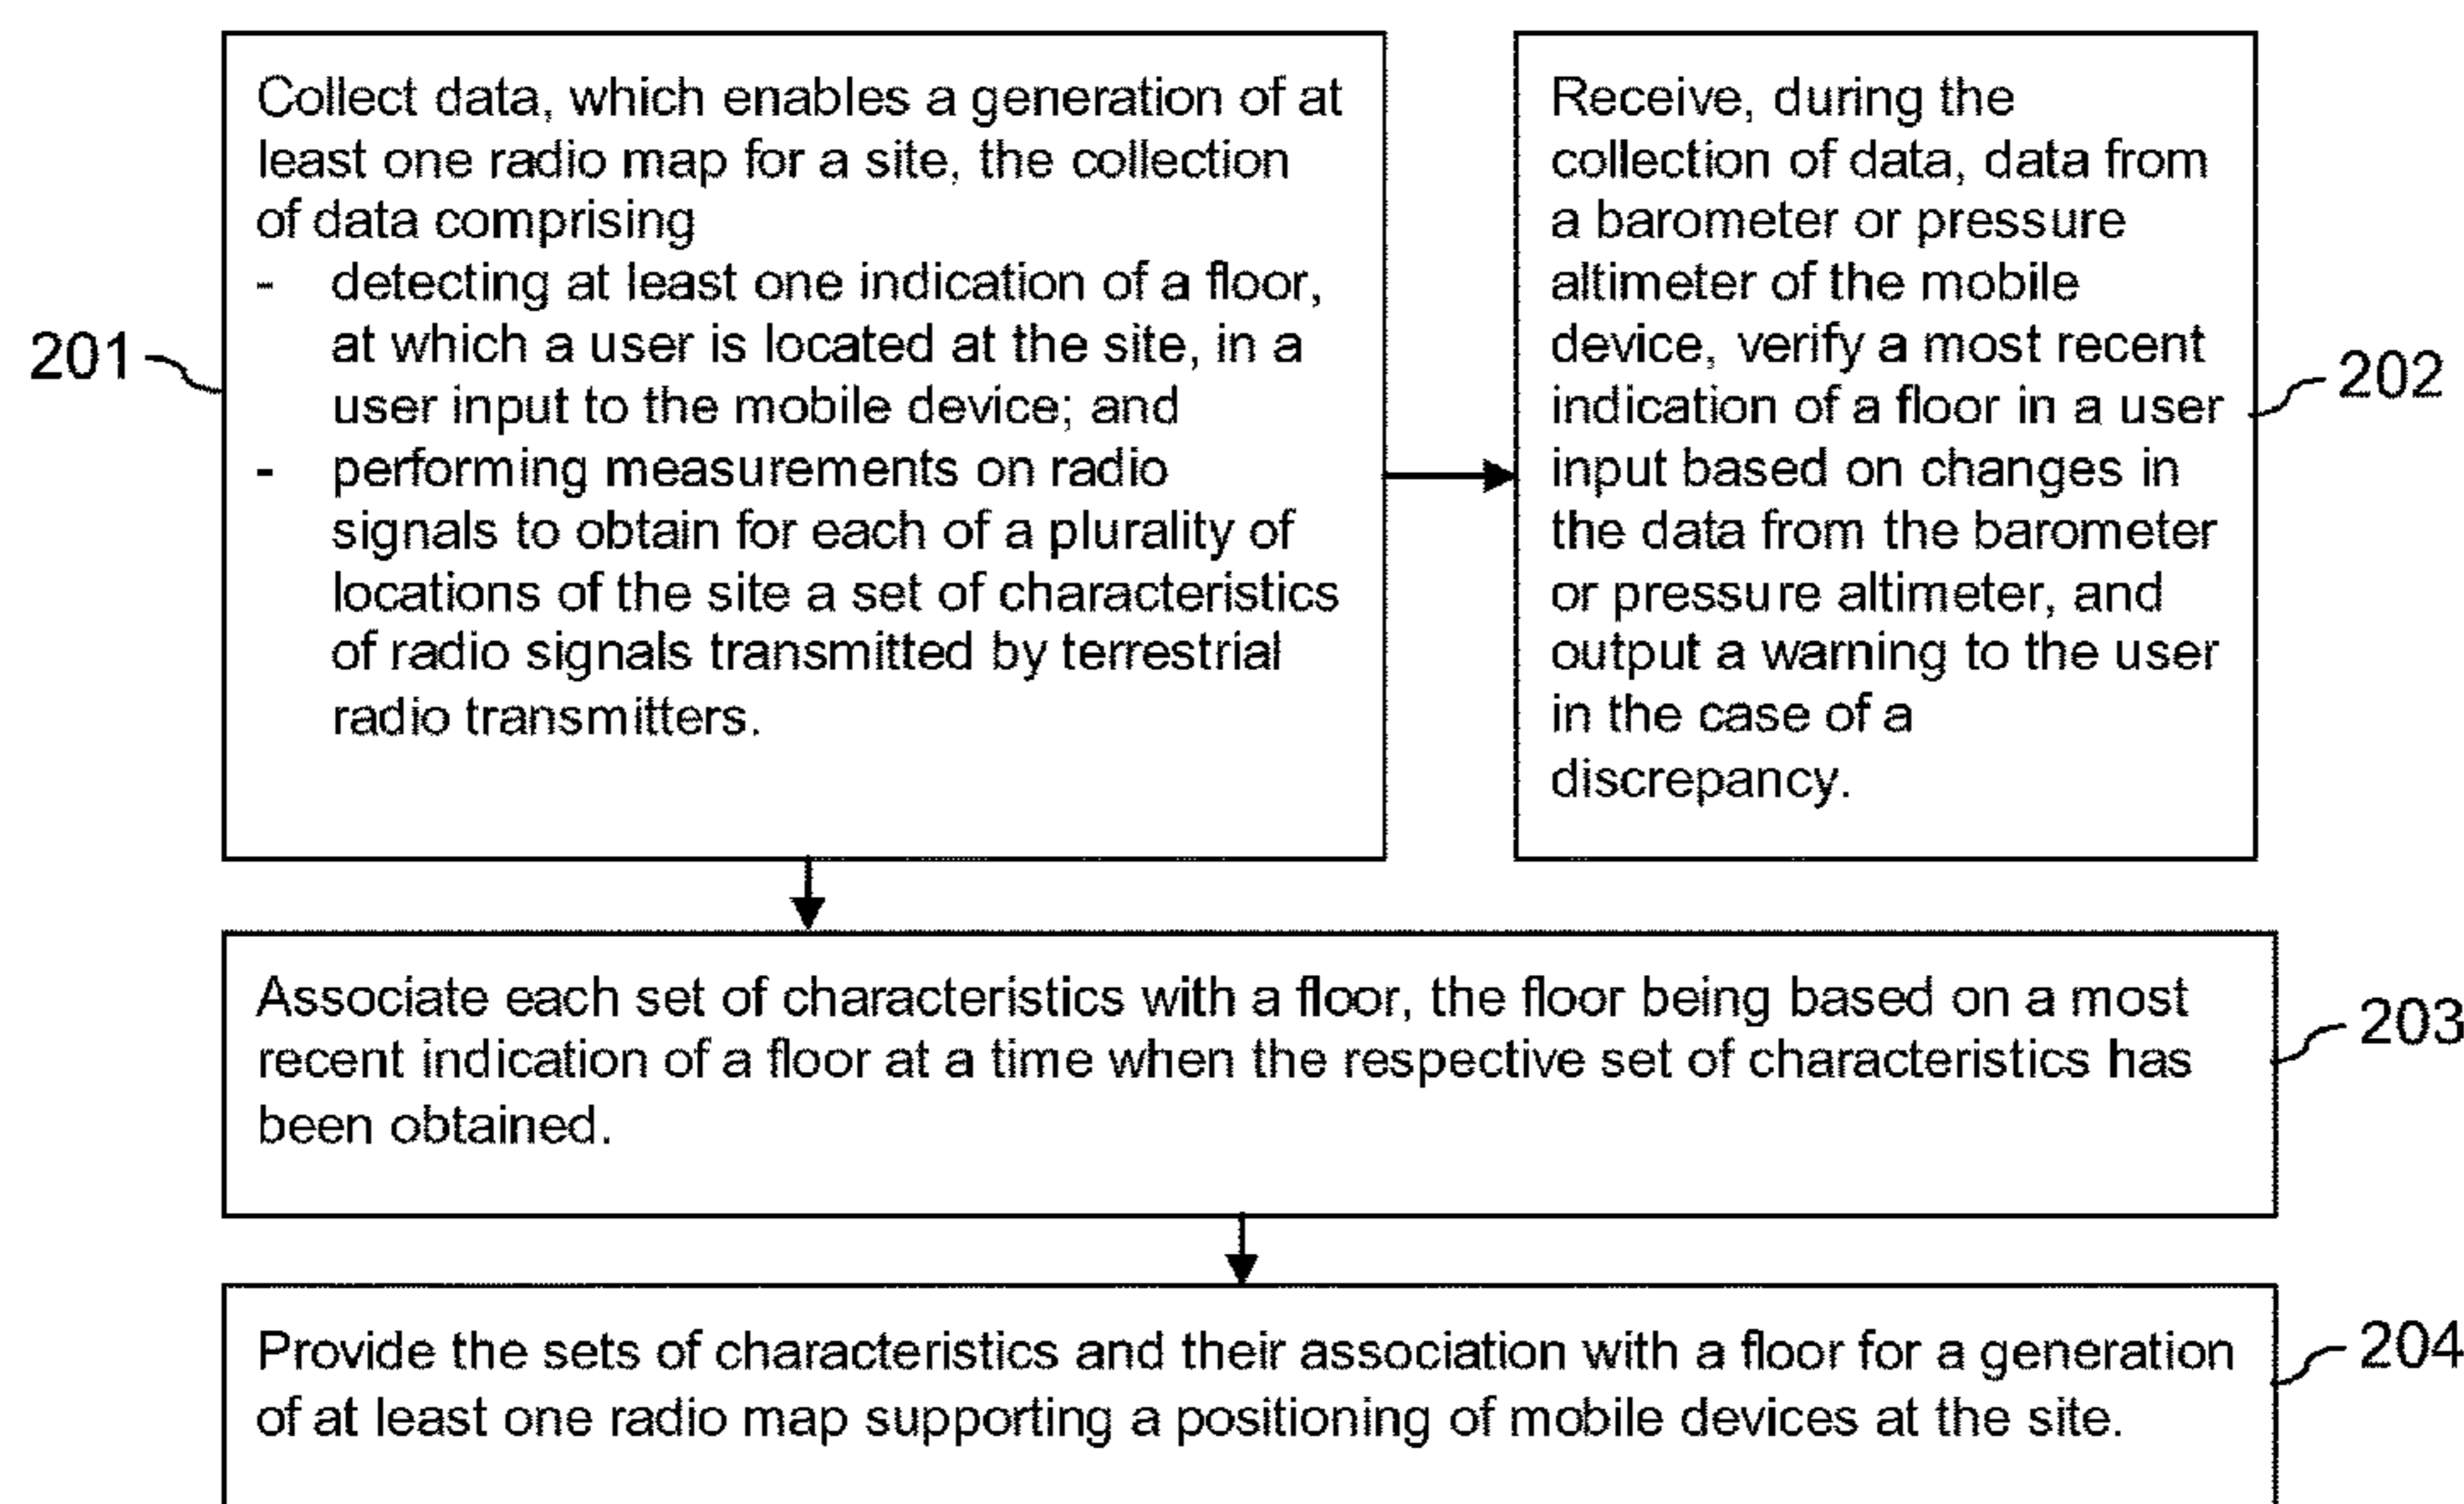 Collect data, which enables a generation of at
least one radio map for a site, the collection
of data comprising
- detecting at least one indication of a floor,
at which a user is located at the site, in a
user input to the mobile device; and
- performing measurements on radio
signals to obtain for each of a plurality of
locations of the site a set of characteristics
of radio signals transmitted by terrestrial
radio transmitters.
201
Receive, during the
collection of data, data from
a barometer or pressure
altimeter of the mobile
device, verify a most recent
indication of a floor in a user
input based on changes in
the data from the barometer
or pressure altimeter, and
output a warning to the user
in the case of a
discrepancy.
202
Associate each set of characteristics with a floor, the floor being based on a most
recent indication of a floor at a time when the respective set of characteristics has
been obtained.
203
Provide the sets of characteristics and their association with a floor for a generation
of at least one radio map supporting a positioning of mobile devices at the site.
204